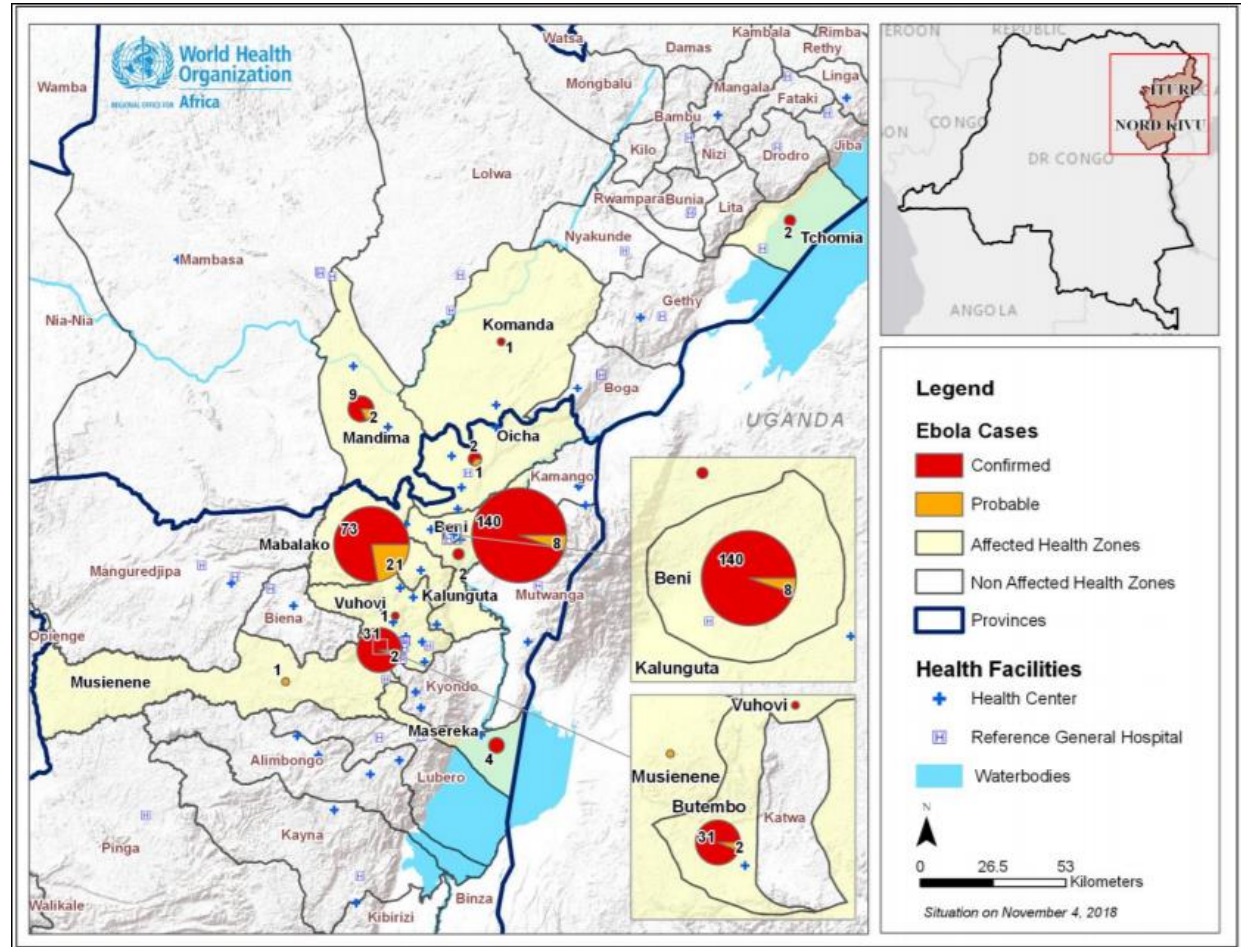 World Health
Organization
REGIONAL OFFICE FOR Africa
Wamba
Watsa
Kambala
Rimba
Damas
Rethy
Mongbalu
Mangala
Linga
Fataki
Bambu
Kilo
Nizi
Drodro
Jiba
Lolwa
Rwampara
Bunia
Lita
2
Tchomia
Nyakunde
Mambasa
Gethy
Nia-Nia
Komanda
1
Boga
9
2
Mandima
Oicha
2
1
Kamango
UGANDA
73
21
Mabalako
Beni
140
8
2
Manguredjipa
Kalunguta
Mutwanga
Vuhovi
1
Biena
Opienge
31
2
Musienene
1
Kyondo
Masereka
4
Alimbongo
Lubero
Kayna
Pinga
Walikale
Kibirizi
Binza
Beni
140
8
Kalunguta
Vuhovi
Musienene
Butembo
31
2
Katwa
EROON
REPUBLIC
ITURI
CONGO
ON
NORD KIVU
DR CONGO
ANGOLA
Legend
Ebola Cases
Confirmed
Probable
Affected Health Zones
Non Affected Health Zones
Provinces
Health Facilities
Health Center
H Reference General Hospital
Waterbodies
N
0 26.5 53
Kilometers
Situation on November 4, 2018